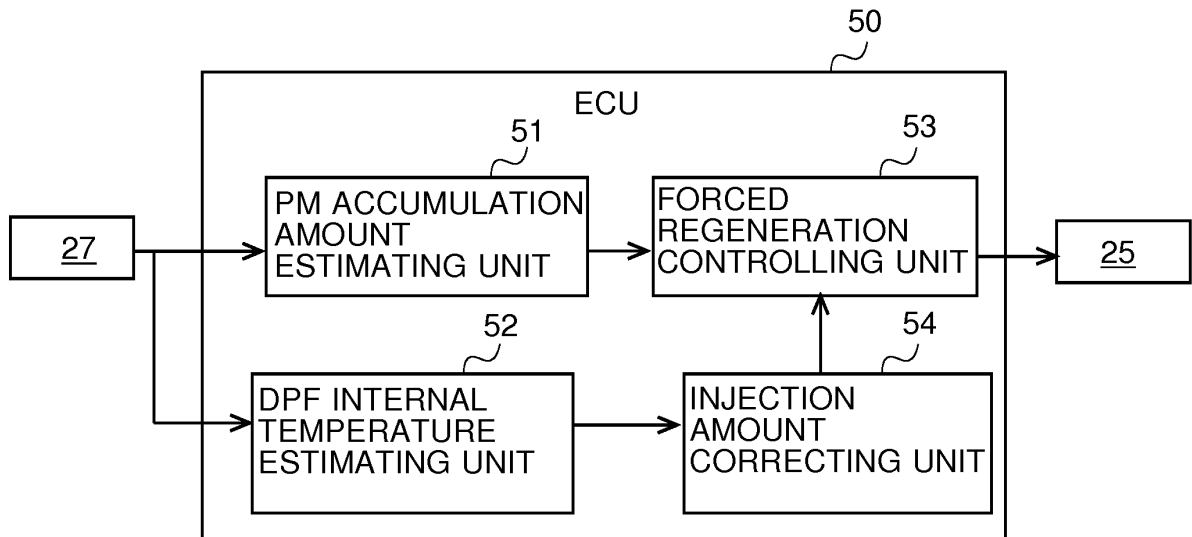 50
ECU
51
53
PM ACCUMULATION
AMOUNT
ESTIMATING UNIT
FORCED
REGENERATION
CONTROLLING UNIT
27
25
52
54
DPF INTERNAL
TEMPERATURE
ESTIMATING UNIT
INJECTION
AMOUNT
CORRECTING UNIT